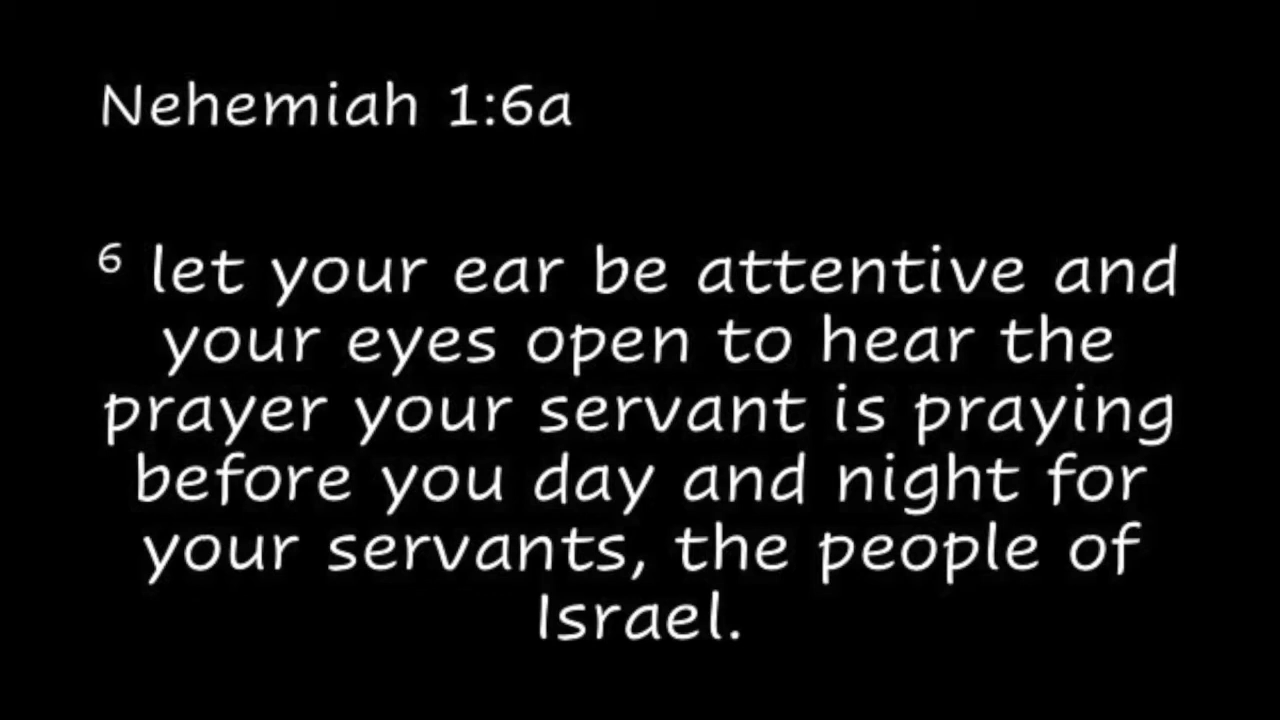 Nehemiah 1:6a
6 let your ear be attentive and
your eyes open to hear the
prayer your servant is praying
before you day and night for
your servants, the people of
Israel.